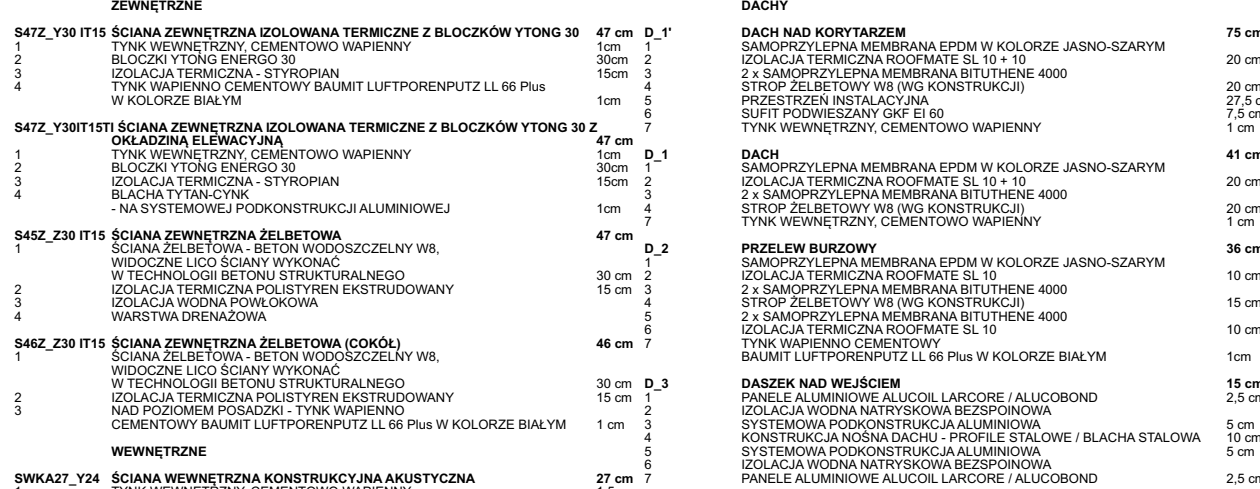 ZEWNĘTRZNE
S47Z_Y30 IT15 ŚCIANA ZEWNĘTRZNA IZOLOWANA TERMICZNE Z BLOCZKÓW YTONG 30 47 cm
1 TYNK WEWNĘTRZNY, CEMENTOWO WAPIENNY 1cm
2 BLOCZKI YTONG ENERGO 30 30cm
3 IZOLACJA TERMICZNA - STYROPIAN 15cm
4 TYNK WAPIENNO CEMENTOWY BAUMIT LUFTPORENPUTZ LL 66 Plus
W KOLORZE BIAŁYM 1cm
S47Z_Y30IT15TI ŚCIANA ZEWNĘTRZNA IZOLOWANA TERMICZNE Z BLOCZKÓW YTONG 30 Z
OKŁADZINĄ ELEWACYJNĄ 47 cm
1 TYNK WEWNĘTRZNY, CEMENTOWO WAPIENNY 1cm
2 BLOCZKI YTONG ENERGO 30 30cm
3 IZOLACJA TERMICZNA - STYROPIAN 15cm
4 BLACHA TYTAN-CYNK
- NA SYSTEMOWEJ PODKONSTRUKCJI ALUMINIOWEJ 1cm
S45Z_Z30 IT15 ŚCIANA ZEWNĘTRZNA ŻELBETOWA 47 cm
1 ŚCIANA ŻELBETOWA - BETON WODOSZCZELNY W8,
WIDOCZNE LICO ŚCIANY WYKONAĆ
W TECHNOLOGII BETONU STRUKTURALNEGO 30 cm
2 IZOLACJA TERMICZNA POLISTYREN EKSTRUDOWANY 15 cm
3 IZOLACJA WODNA POWŁOKOWA
4 WARSTWA DRENAŻOWA
S46Z_Z30 IT15 ŚCIANA ZEWNĘTRZNA ŻELBETOWA (COKÓŁ) 46 cm
1 ŚCIANA ŻELBETOWA - BETON WODOSZCZELNY W8,
WIDOCZNE LICO ŚCIANY WYKONAĆ
W TECHNOLOGII BETONU STRUKTURALNEGO 30 cm
2 IZOLACJA TERMICZNA POLISTYREN EKSTRUDOWANY 15 cm
3 NAD POZIOMEM POSADZKI - TYNK WAPIENNO
CEMENTOWY BAUMIT LUFTPORENPUTZ LL 66 Plus W KOLORZE BIAŁYM 1 cm
WEWNĘTRZNE
SWKA27_Y24 ŚCIANA WEWNĘTRZNA KONSTRUKCYJNA AKUSTYCZNA 27 cm
DACHY
D_1' DACH NAD KORYTARZEM 75 cm
1 SAMOPRZYLEPNA MEMBRANA EPDM W KOLORZE JASNO-SZARYM
2 IZOLACJA TERMICZNA ROOFMATE SL 10 + 10 20 cm
3 2 x SAMOPRZYLEPNA MEMBRANA BITUTHENE 4000
4 STROP ŻELBETOWY W8 (WG KONSTRUKCJI) 20 cm
5 PRZESTRZEŃ INSTALACYJNA 27,5 c
6 SUFIT PODWIESZANY GKF EI 60 7,5 cm
7 TYNK WEWNĘTRZNY, CEMENTOWO WAPIENNY 1 cm
D_1 DACH 41 cm
1 SAMOPRZYLEPNA MEMBRANA EPDM W KOLORZE JASNO-SZARYM
2 IZOLACJA TERMICZNA ROOFMATE SL 10 + 10 20 cm
3 2 x SAMOPRZYLEPNA MEMBRANA BITUTHENE 4000
4 STROP ŻELBETOWY W8 (WG KONSTRUKCJI) 20 cm
7 TYNK WEWNĘTRZNY, CEMENTOWO WAPIENNY 1 cm
D_2 PRZELEW BURZOWY 36 cm
1 SAMOPRZYLEPNA MEMBRANA EPDM W KOLORZE JASNO-SZARYM
2 IZOLACJA TERMICZNA ROOFMATE SL 10 10 cm
3 2 x SAMOPRZYLEPNA MEMBRANA BITUTHENE 4000
4 STROP ŻELBETOWY W8 (WG KONSTRUKCJI) 15 cm
5 2 x SAMOPRZYLEPNA MEMBRANA BITUTHENE 4000
6 IZOLACJA TERMICZNA ROOFMATE SL 10 10 cm
7 TYNK WAPIENNO CEMENTOWY
BAUMIT LUFTPORENPUTZ LL 66 Plus W KOLORZE BIAŁYM 1cm
D_3 DASZEK NAD WEJŚCIEM 15 cm
1 PANELE ALUMINIOWE ALUCOIL LARCORE / ALUCOBOND 2,5 cm
2 IZOLACJA WODNA NATRYSKOWA BEZSPOINOWA
3 SYSTEMOWA PODKONSTRUKCJA ALUMINIOWA 5 cm
4 KONSTRUKCJA NOŚNA DACHU - PROFILE STALOWE / BLACHA STALOWA 10 cm
5 SYSTEMOWA PODKONSTRUKCJA ALUMINIOWA 5 cm
6 IZOLACJA WODNA NATRYSKOWA BEZSPOINOWA
7 PANELE ALUMINIOWE ALUCOIL LARCORE / ALUCOBOND 2,5 cm